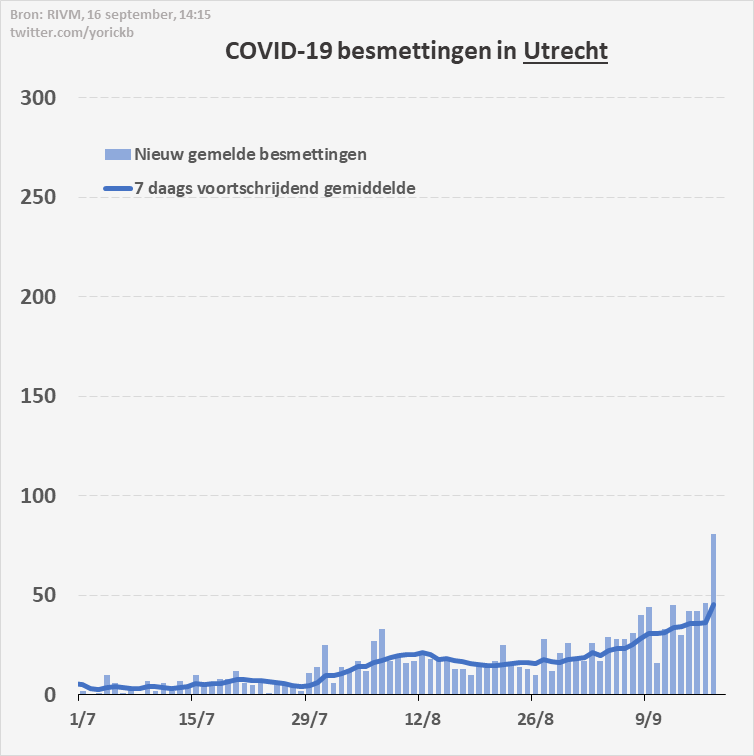 Bron: RIVM, 16 september, 14:15
twitter.com/yorickb
COVID-19 besmettingen in Utrecht
300
Nieuw gemelde besmettingen
7 daags voortschrijdend gemiddelde
250
200
150
100
50
0
1/7 15/7 29/7 12/8 26/8 9/9